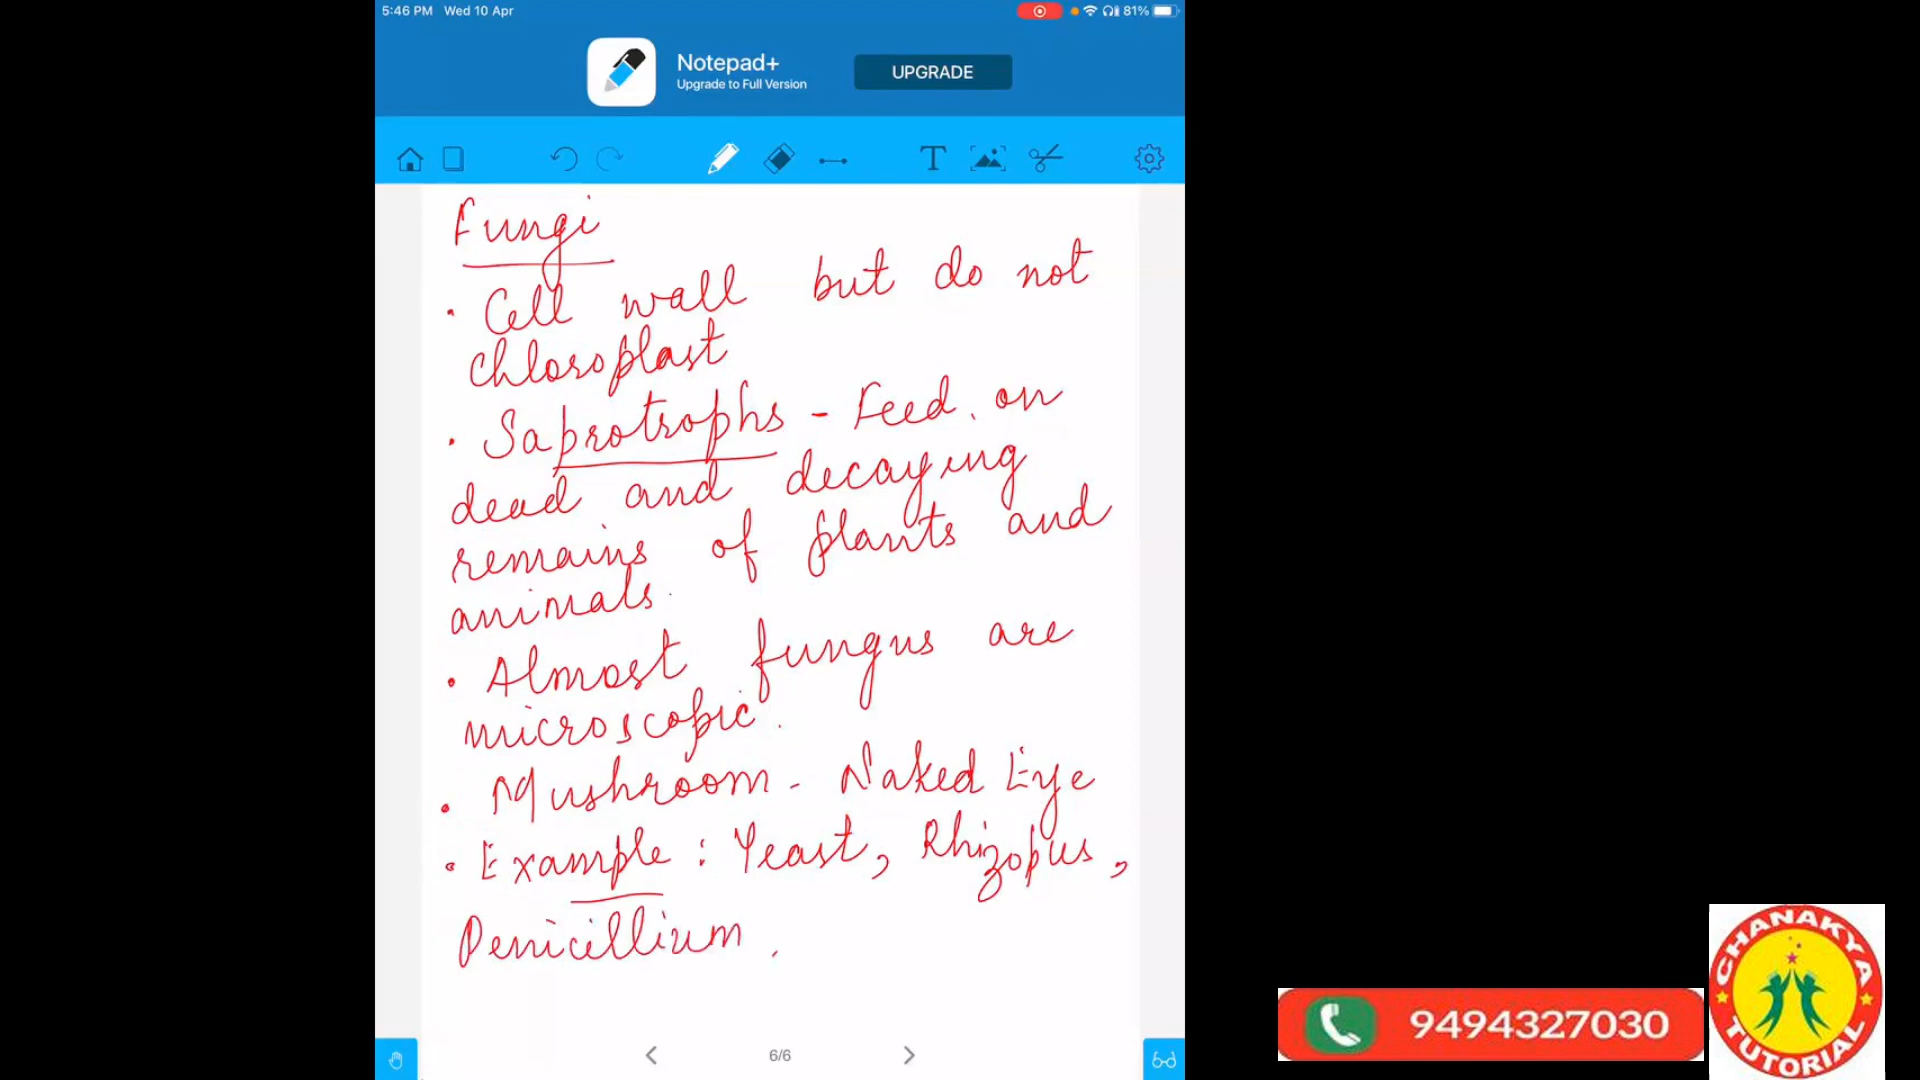 5:46 PM Wed 10 Apr
81%
Notepad+
Upgrade to Full Version
UPGRADE
T
Fungi
• Cell wall but do not
chloroplast
• Saprotrophs - Feed on
dead and decaying
remains of plants and
animals.
• Almost fungus are
microscopic.
• Mushroom - Naked Eye
• Example : Yeast, Rhizopus,
Penicillium.
6/6
9494327030
CHANAKYA
TUTORIAL